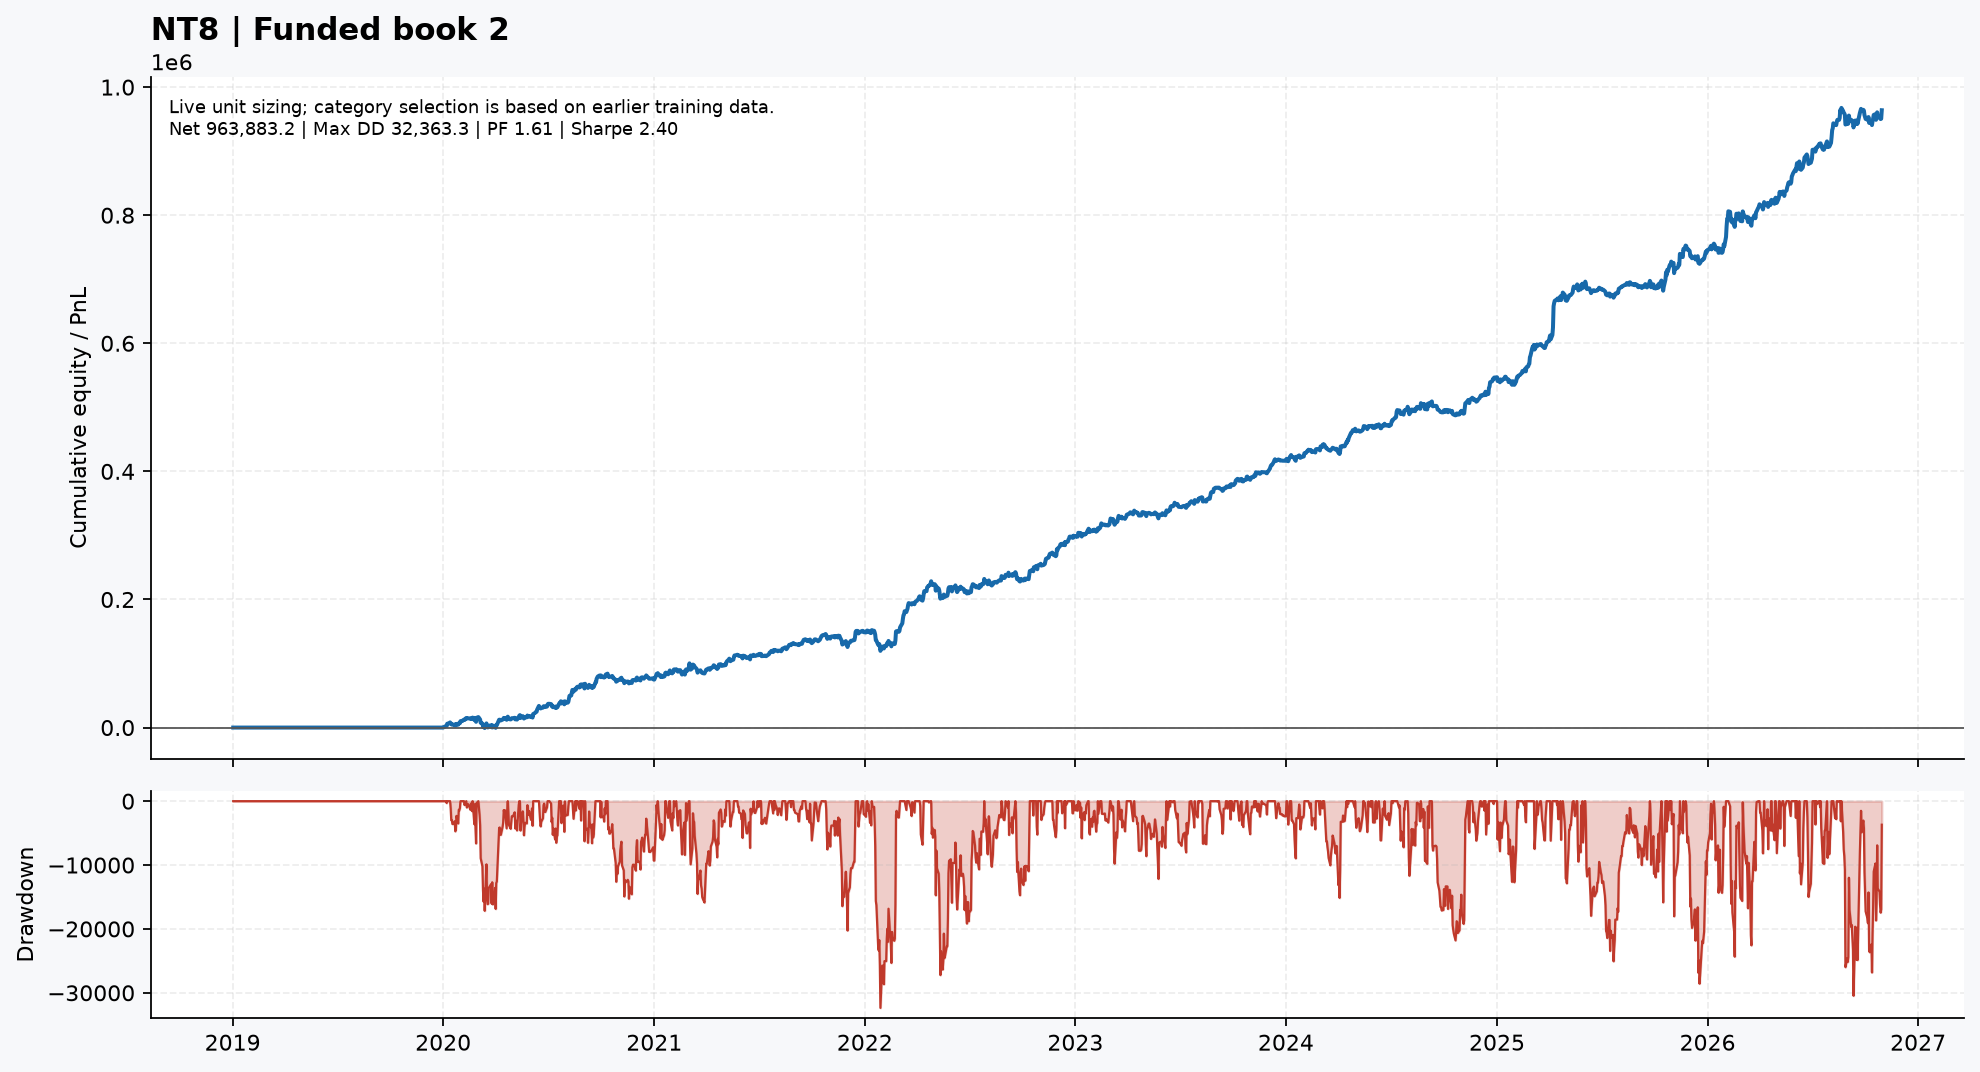 NT8 | Funded book 2
1e6
1.0
Live unit sizing; category selection is based on earlier training data.
Net 963,883.2 | Max DD 32,363.3 | PF 1.61 | Sharpe 2.40
0.8
0.6
0.4
0.2
0.0
Cumulative equity / PnL
0
−10000
−20000
−30000
Drawdown
2019 2020 2021 2022 2023 2024 2025 2026 2027